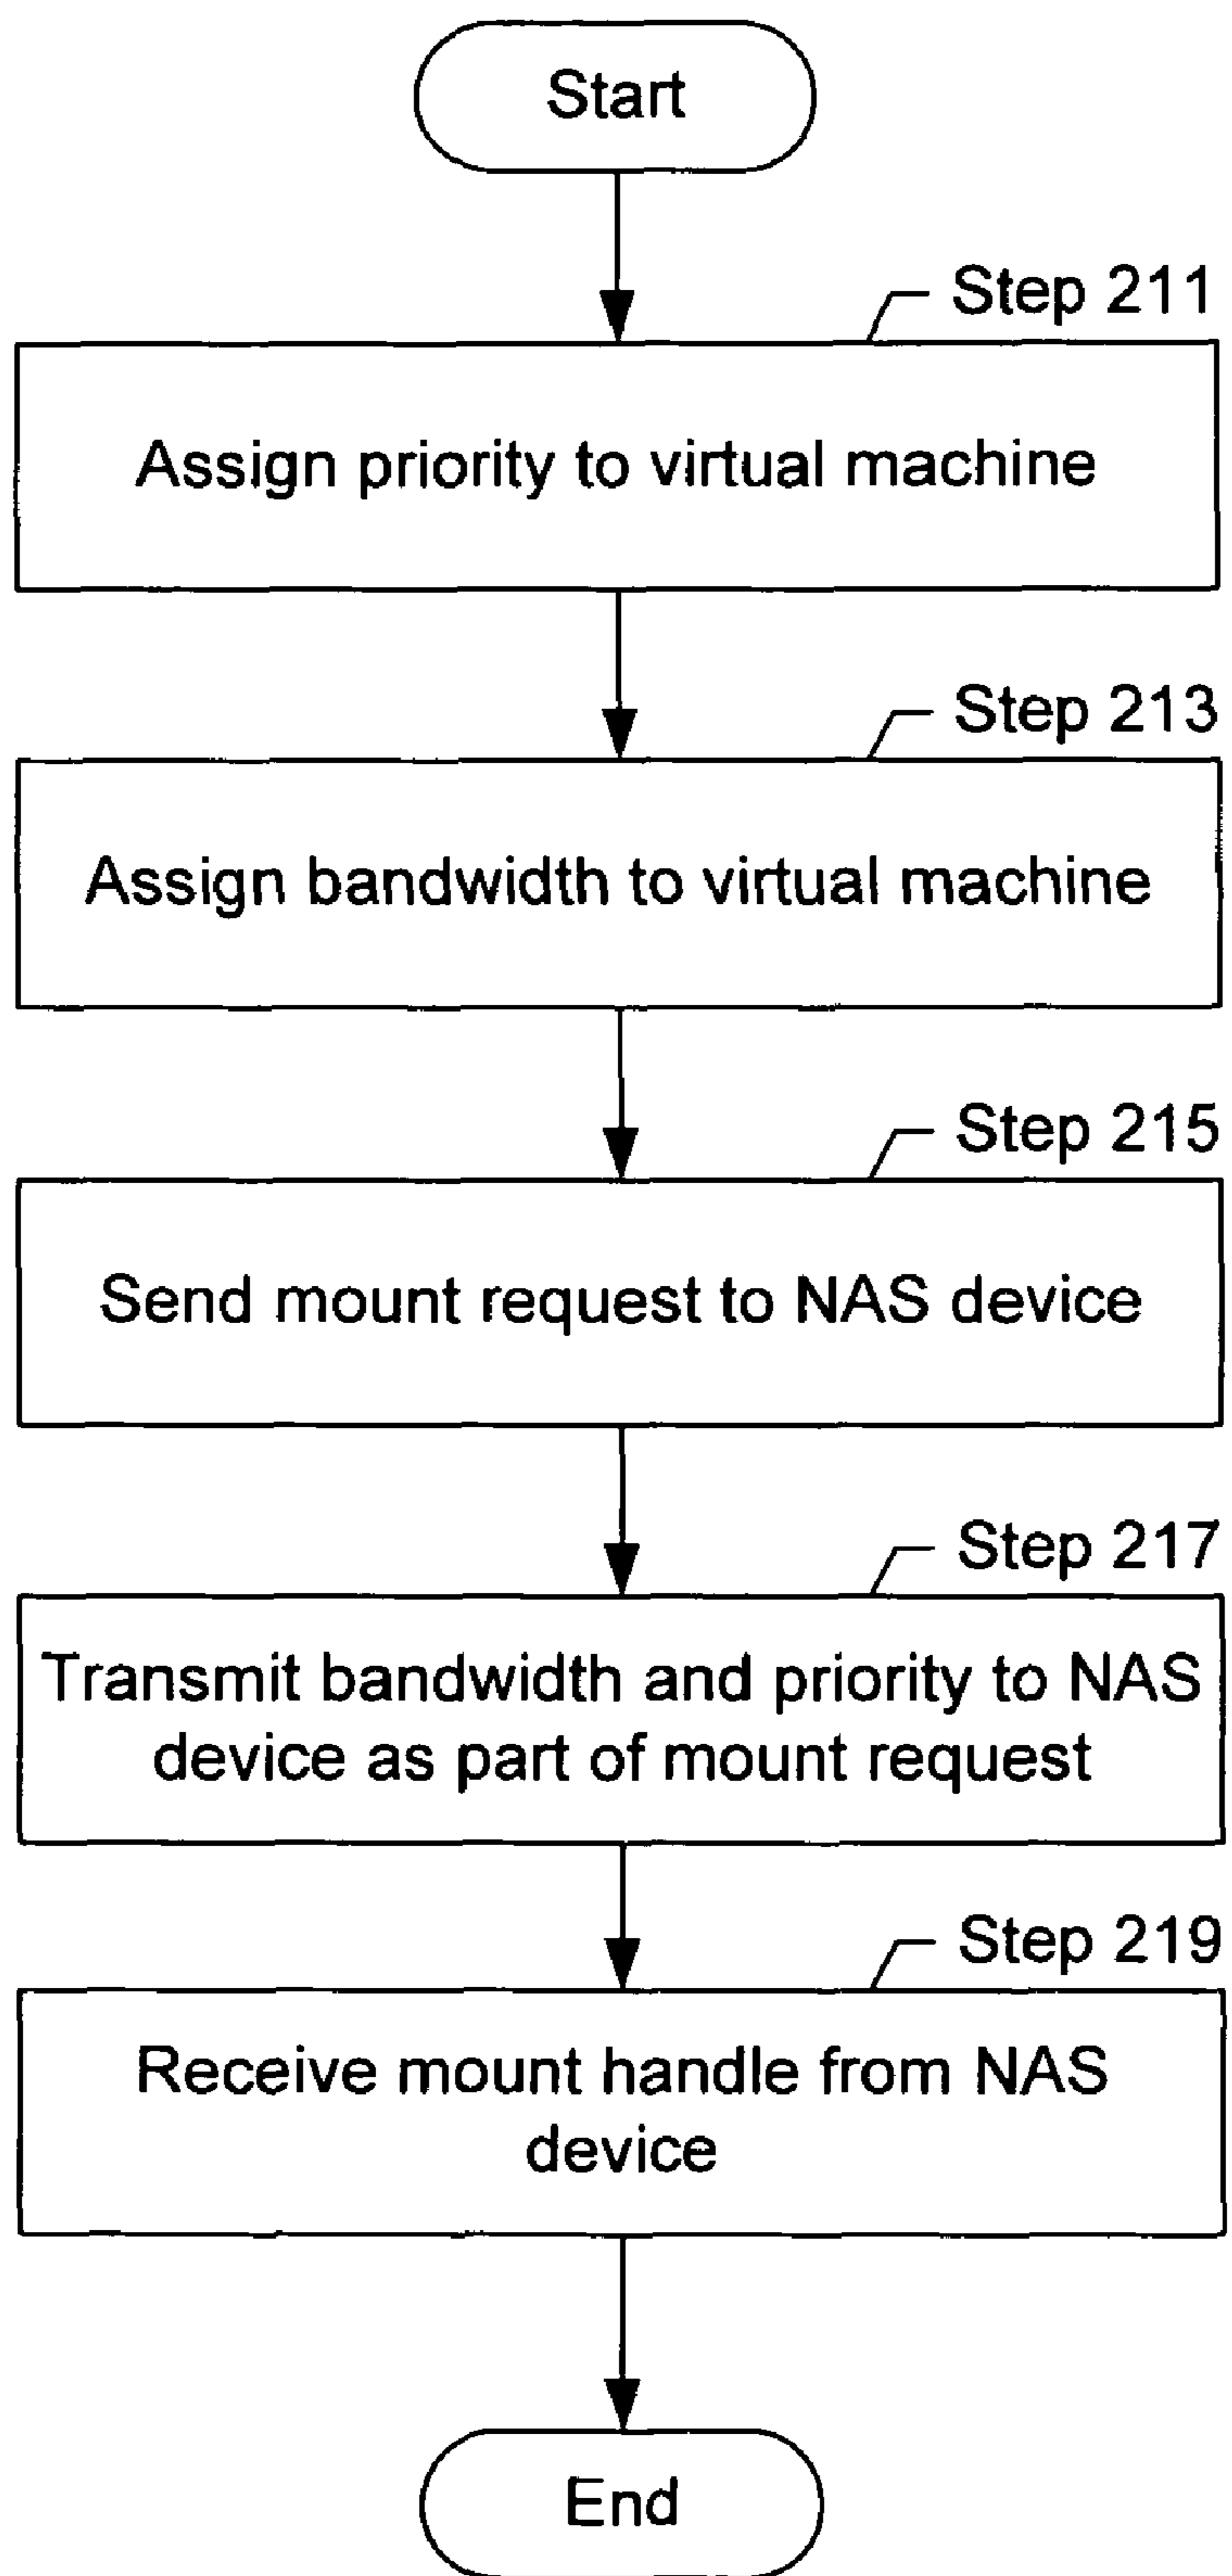 Start
Step 211
Assign priority to virtual machine
Step 213
Assign bandwidth to virtual machine
Step 215
Send mount request to NAS device
Step 217
Transmit bandwidth and priority to NAS
device as part of mount request
Step 219
Receive mount handle from NAS
device
End